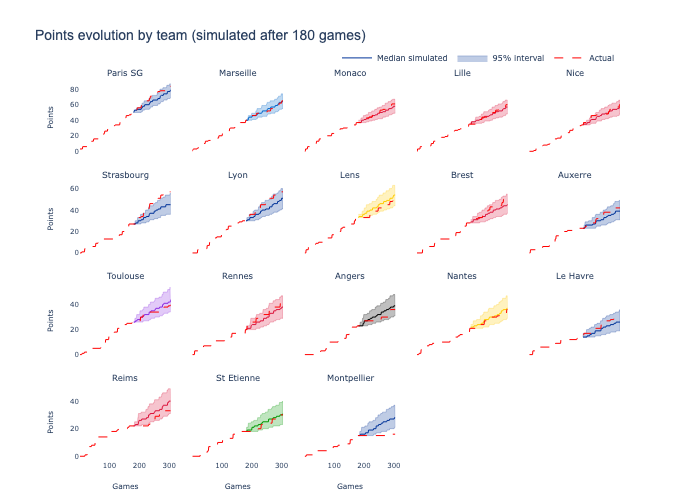 Points evolution by team (simulated after 180 games)
Median simulated 95% interval Actual
Paris SG Marseille Monaco Lille Nice
80
60
40
20
0
Points
Strasbourg Lyon Lens Brest Auxerre
60
40
20
0
Points
Toulouse Rennes Angers Nantes Le Havre
40
20
0
Points
Reims St Etienne Montpellier
40
20
0
Points
100 200 300 100 200 300 100 200 300
Games Games Games